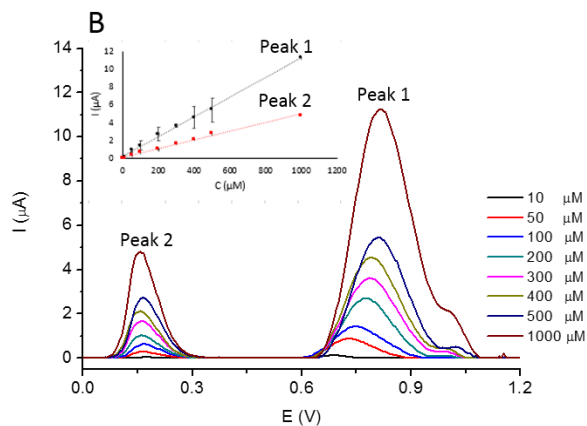 B
Peak 1
Peak 2
I (µA)
12
10
8
6
4
2
0
0 200 400 600 800 1000 1200
C (µM)
Peak 1
Peak 2
I (µA)
14
12
10
8
6
4
2
0
0.0 0.3 0.6 0.9 1.2
E (V)
10 µM
50 µM
100 µM
200 µM
300 µM
400 µM
500 µM
1000 µM